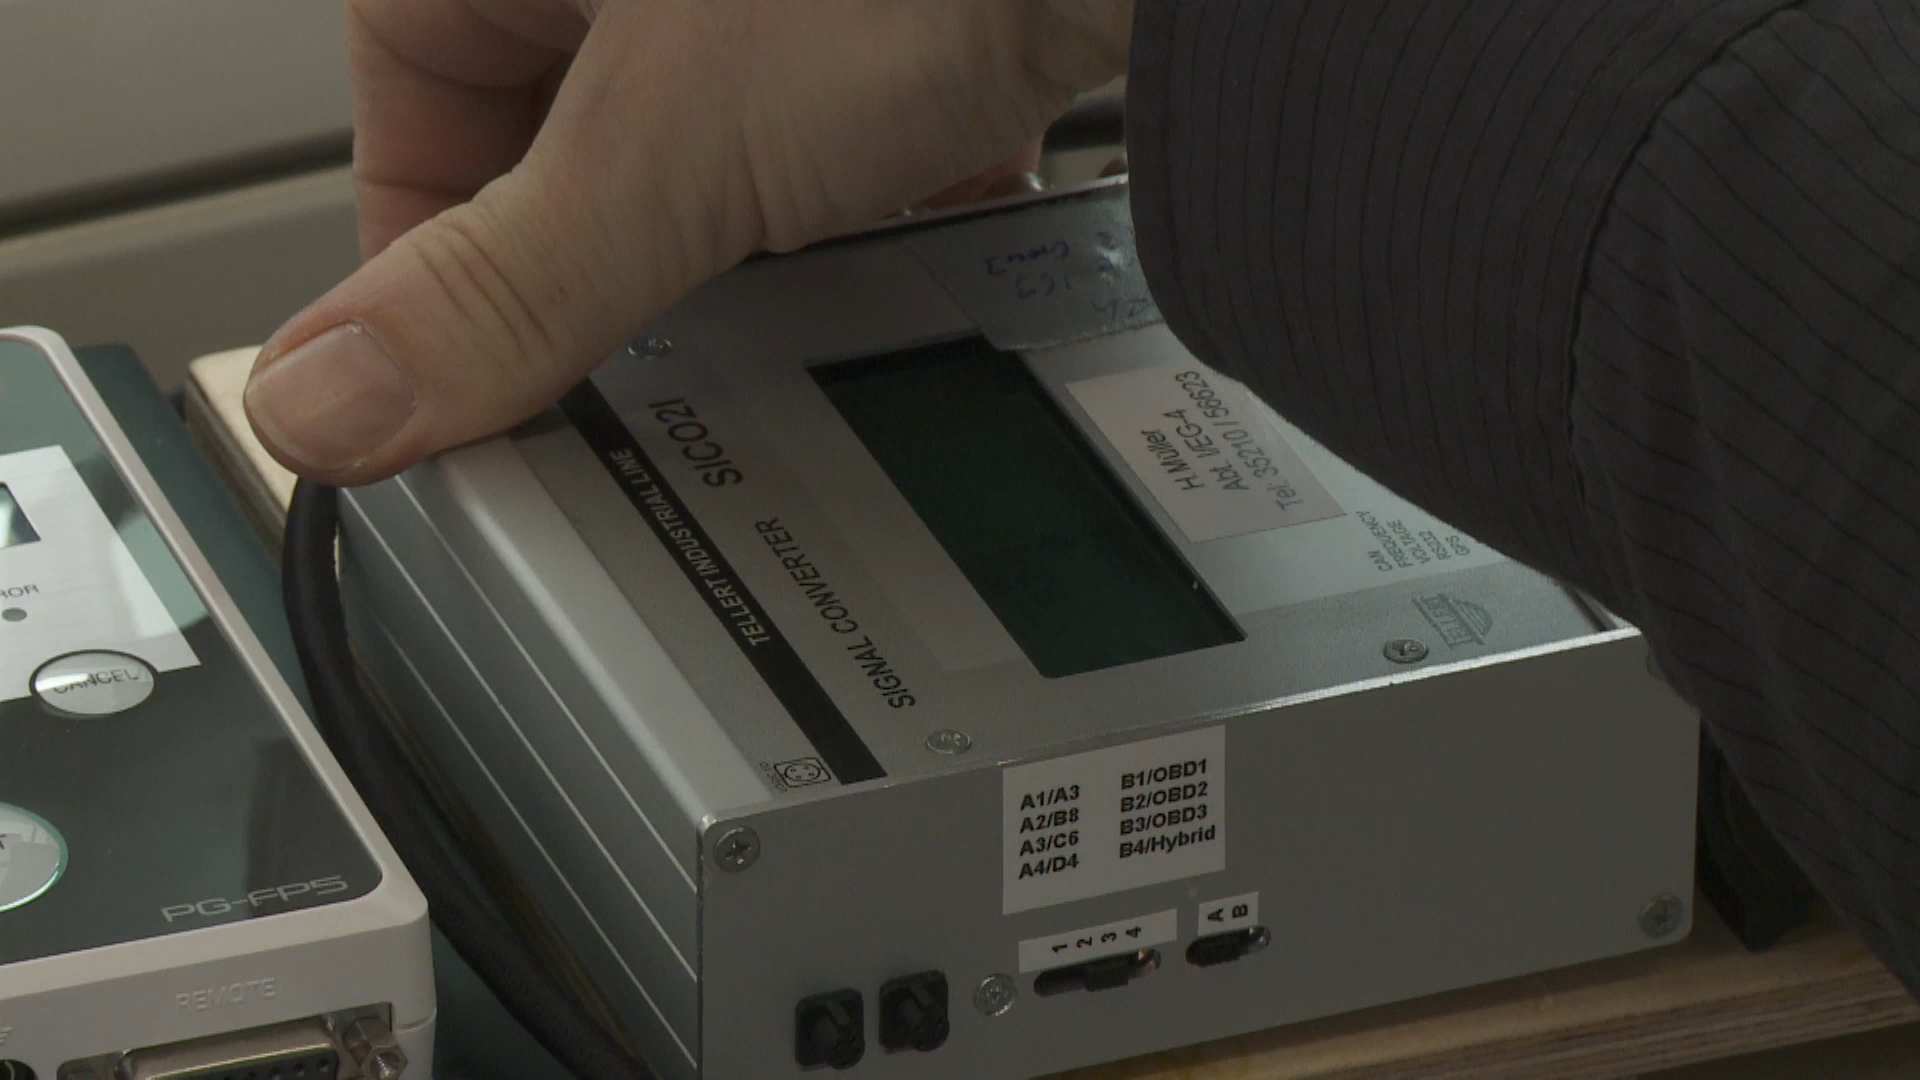 TELLERT INDUSTRIAL LINE
SICO21
SIGNAL CONVERTER
H. Müller
Abt. VEG-4
Tel: 35210 / 56623
CAN
FREQUENCY
VOLTAGE
RS232
GPS
TELLERT
A1/A3
A2/B8
A3/C6
A4/D4
B1/OBD1
B2/OBD2
B3/OBD3
B4/Hybrid
1 2 3 4
A B
CANCEL
PG-FP5
REMOTE